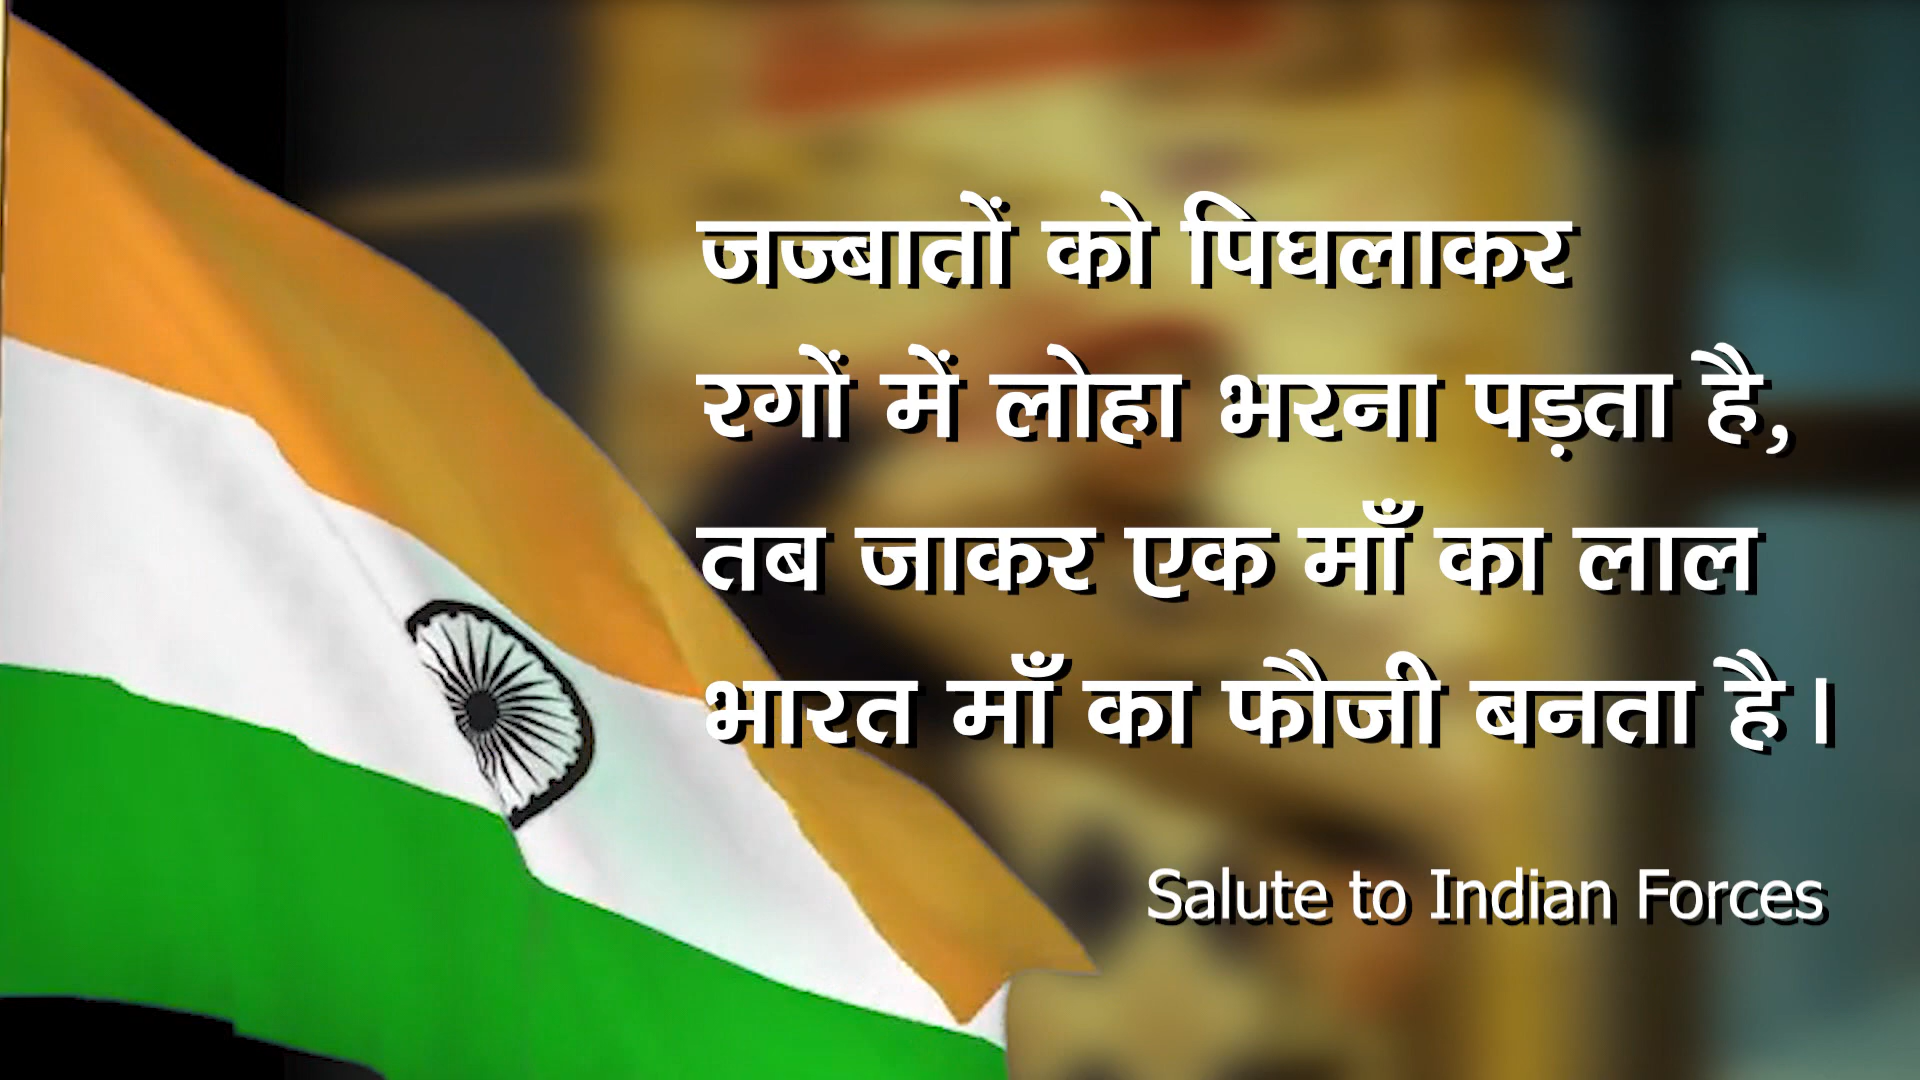 जज्बातों को पिघलाकर
रगों में लोहा भरना पड़ता है,
तब जाकर एक माँ का लाल
भारत माँ का फौजी बनता है।
Salute to Indian Forces